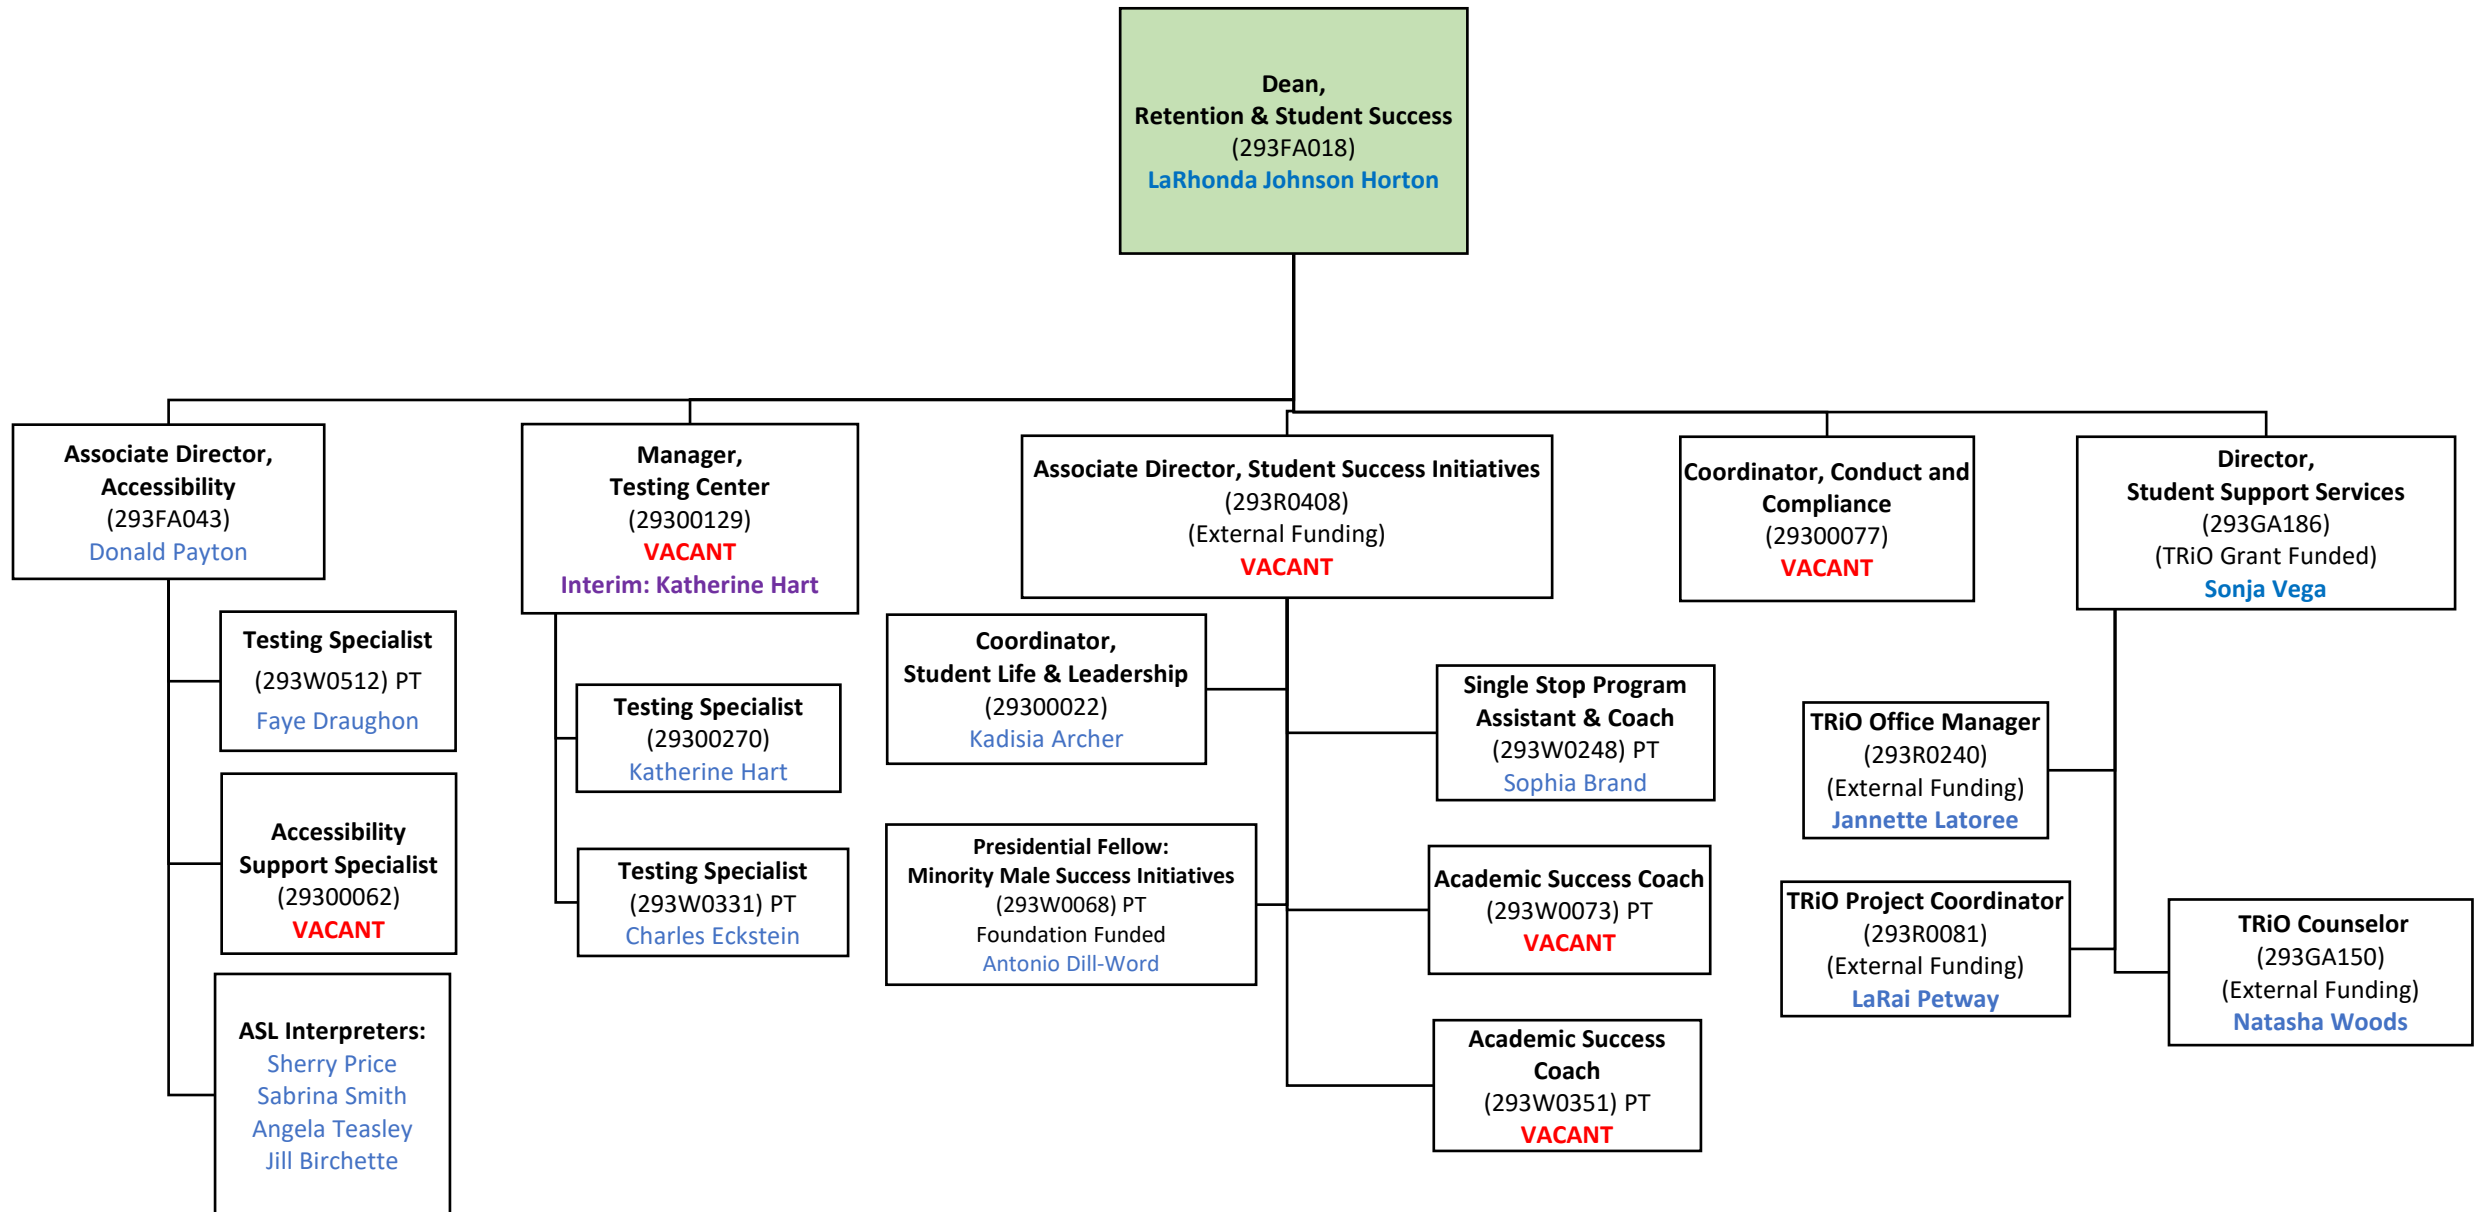 Dean,
Retention & Student Success
(293FA018)
LaRhonda Johnson Horton
Associate Director,
Accessibility
(293FA043)
Donald Payton
Testing Specialist
(293W0512) PT
Faye Draughon
Accessibility
Support Specialist
(29300062)
VACANT
ASL Interpreters:
Sherry Price
Sabrina Smith
Angela Teasley
Jill Birchette
Manager,
Testing Center
(29300129)
VACANT
Interim: Katherine Hart
Testing Specialist
(29300270)
Katherine Hart
Testing Specialist
(293W0331) PT
Charles Eckstein
Associate Director, Student Success Initiatives
(293R0408)
(External Funding)
VACANT
Coordinator,
Student Life & Leadership
(29300022)
Kadisia Archer
Presidential Fellow:
Minority Male Success Initiatives
(293W0068) PT
Foundation Funded
Antonio Dill-Word
Single Stop Program
Assistant & Coach
(293W0248) PT
Sophia Brand
Academic Success Coach
(293W0073) PT
VACANT
Academic Success
Coach
(293W0351) PT
VACANT
Coordinator, Conduct and
Compliance
(29300077)
VACANT
Director,
Student Support Services
(293GA186)
(TRiO Grant Funded)
Sonja Vega
TRiO Office Manager
(293R0240)
(External Funding)
Jannette Latoree
TRiO Project Coordinator
(293R0081)
(External Funding)
LaRai Petway
TRiO Counselor
(293GA150)
(External Funding)
Natasha Woods